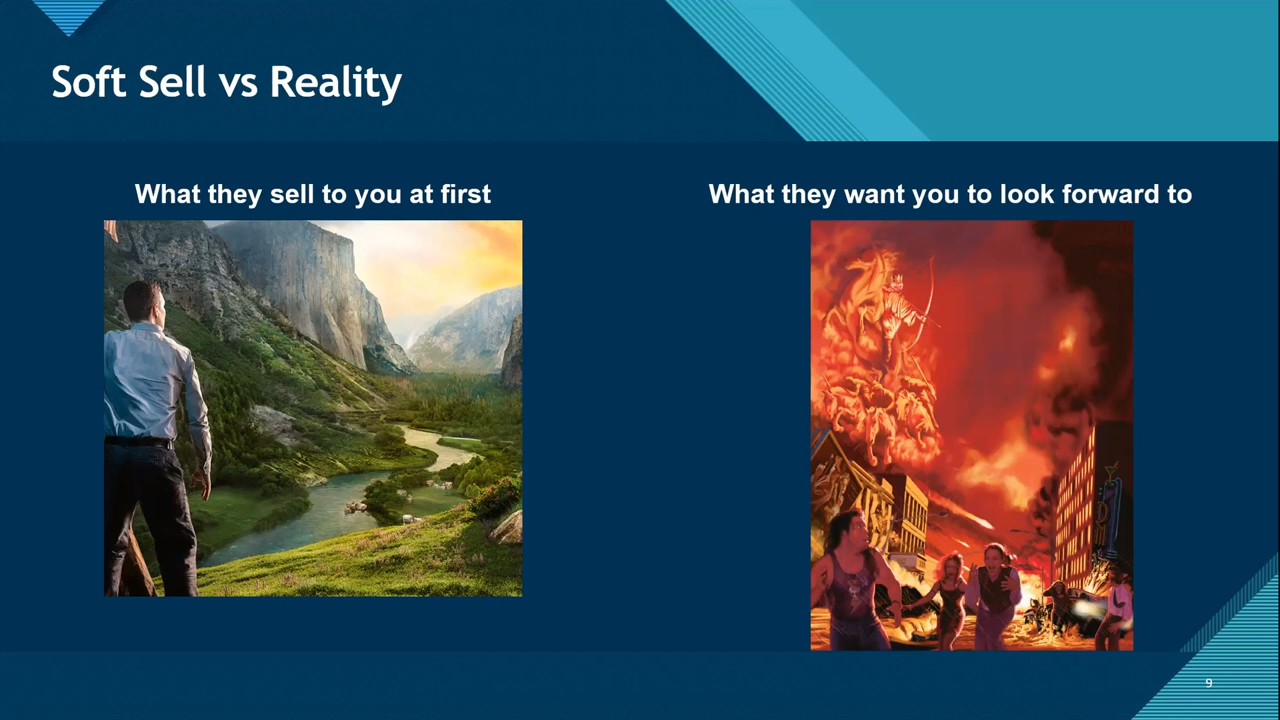 Soft Sell vs Reality
What they sell to you at first
What they want you to look forward to
9